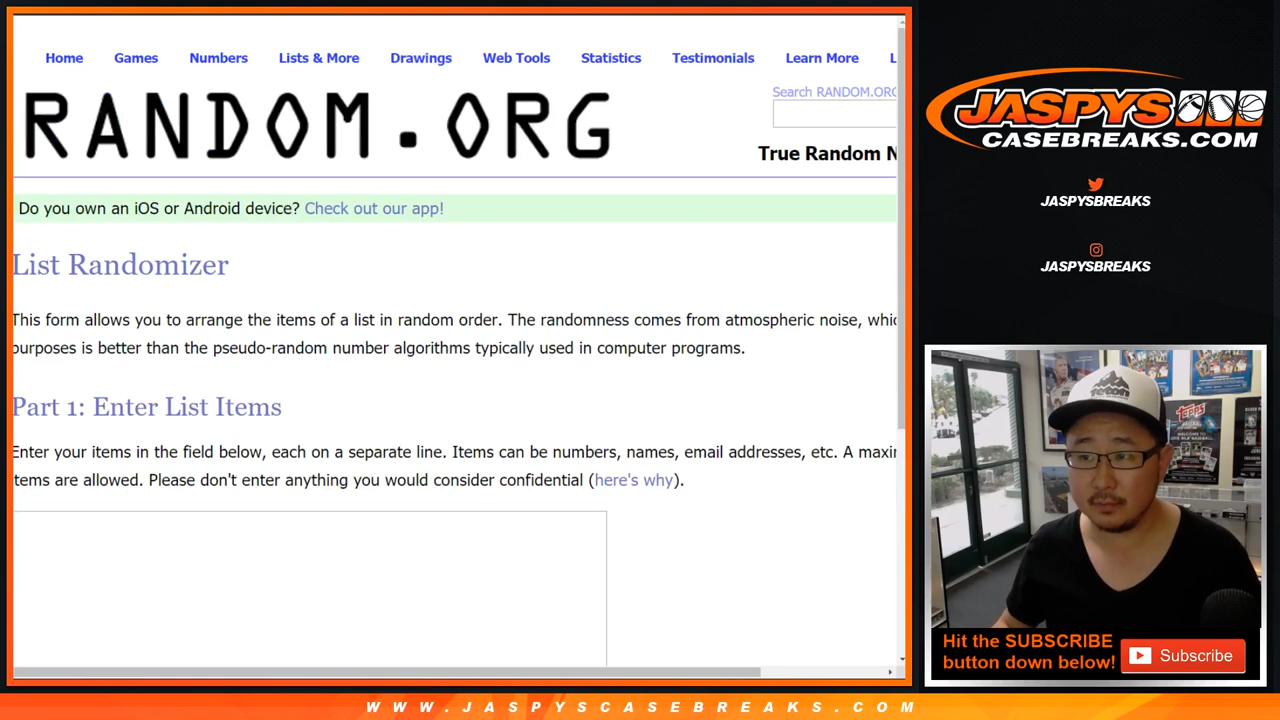 Home Games Numbers Lists & More Drawings Web Tools Statistics Testimonials Learn More L
Search RANDOM.ORG
RANDOM.ORG
True Random N
Do you own an iOS or Android device? Check out our app!
List Randomizer
This form allows you to arrange the items of a list in random order. The randomness comes from atmospheric noise, whic
purposes is better than the pseudo-random number algorithms typically used in computer programs.
Part 1: Enter List Items
Enter your items in the field below, each on a separate line. Items can be numbers, names, email addresses, etc. A maxi
items are allowed. Please don't enter anything you would consider confidential (here's why).
JASPYS
CASEBREAKS.COM
JASPYSBREAKS
JASPYSBREAKS
topps
Hit the SUBSCRIBE
button down below!
Subscribe
WWW.JASPYSCASEBREAKS.COM